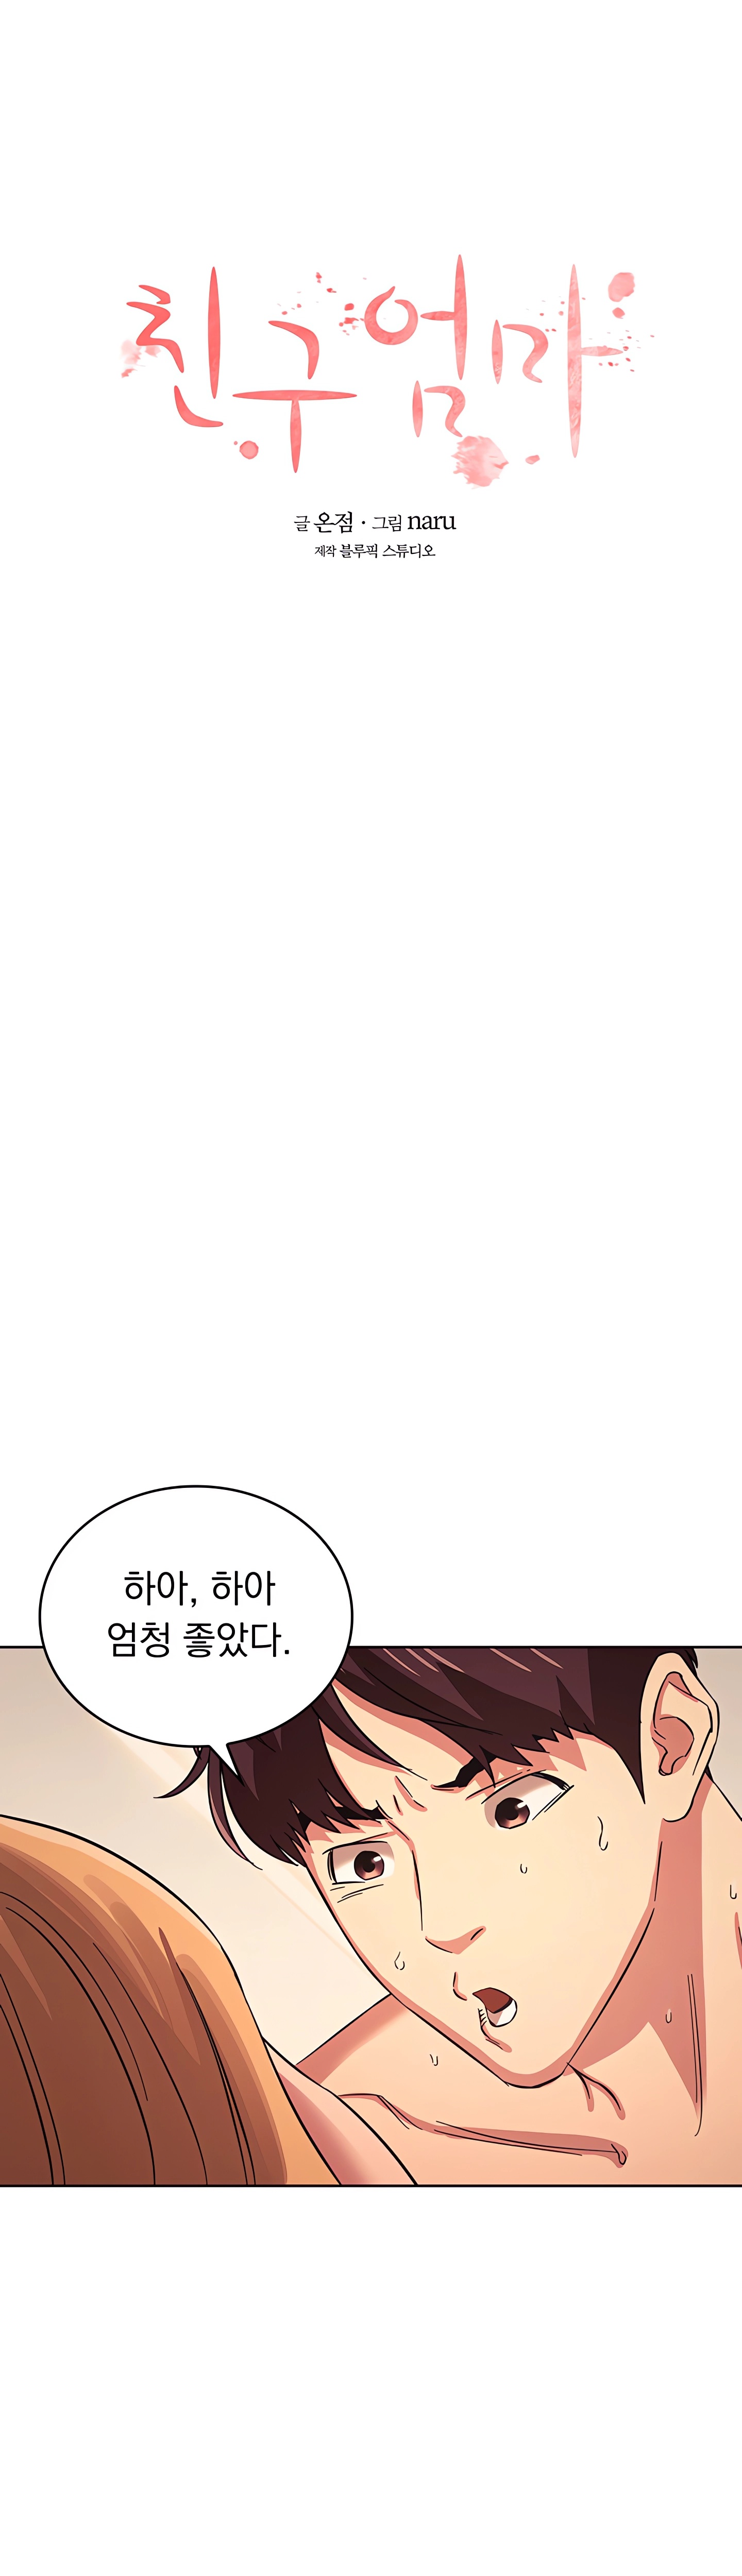 친구 엄마
글 온점 · 그림 naru
제작 블루픽 스튜디오
하아, 하아
엄청 좋았다.